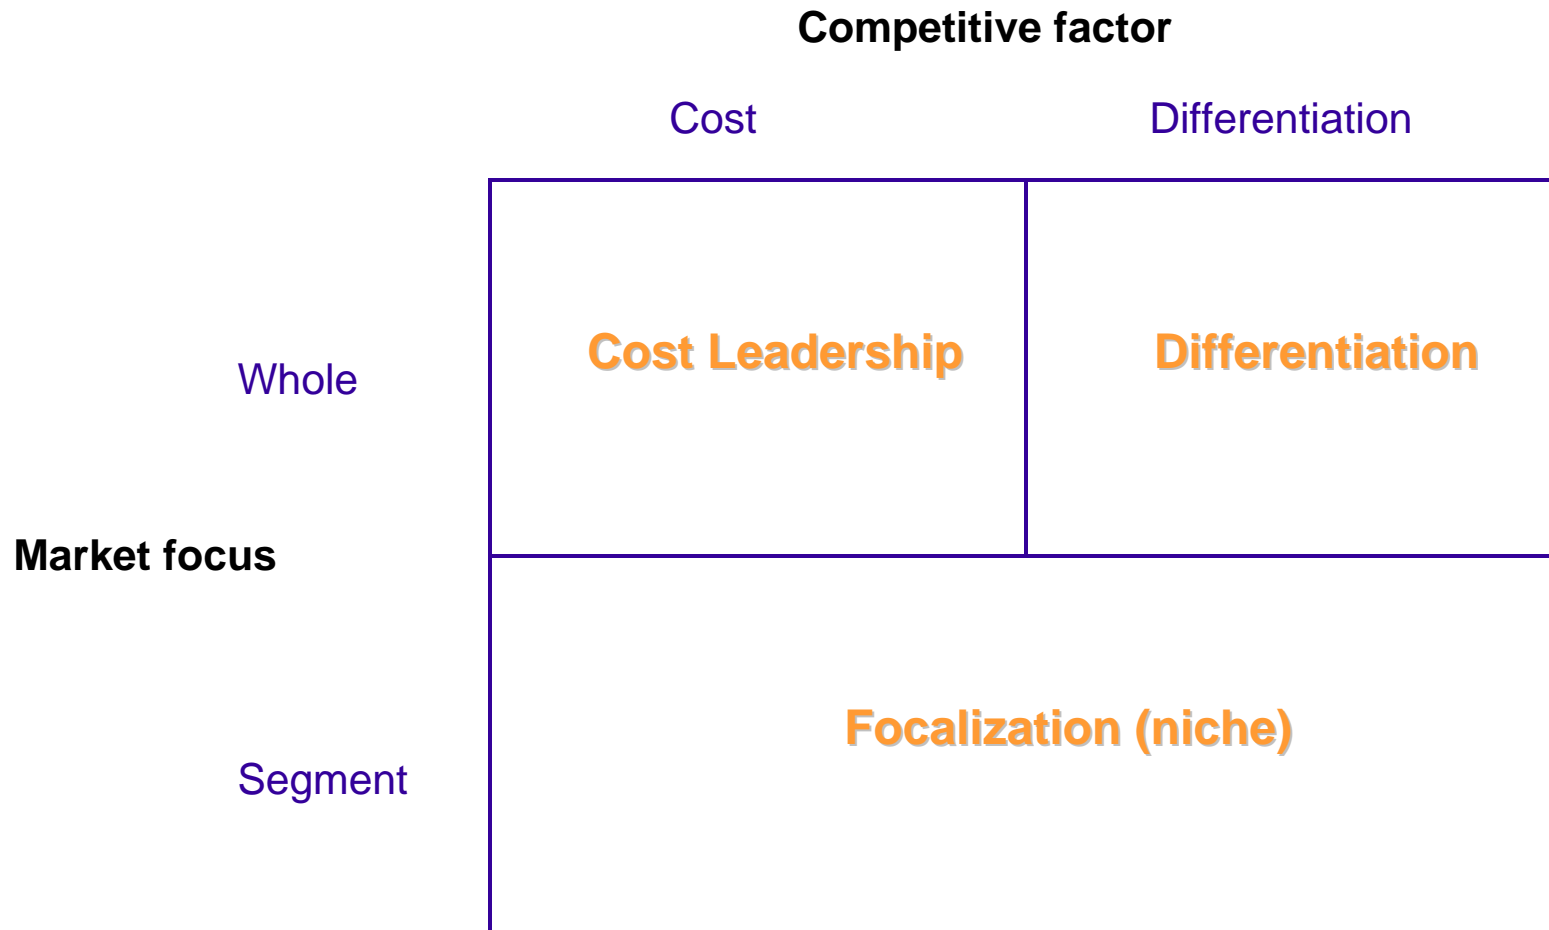 Competitive factor
Cost Differentiation
Cost Leadership Differentiation
Whole
Market focus
Focalization (niche)
Segment